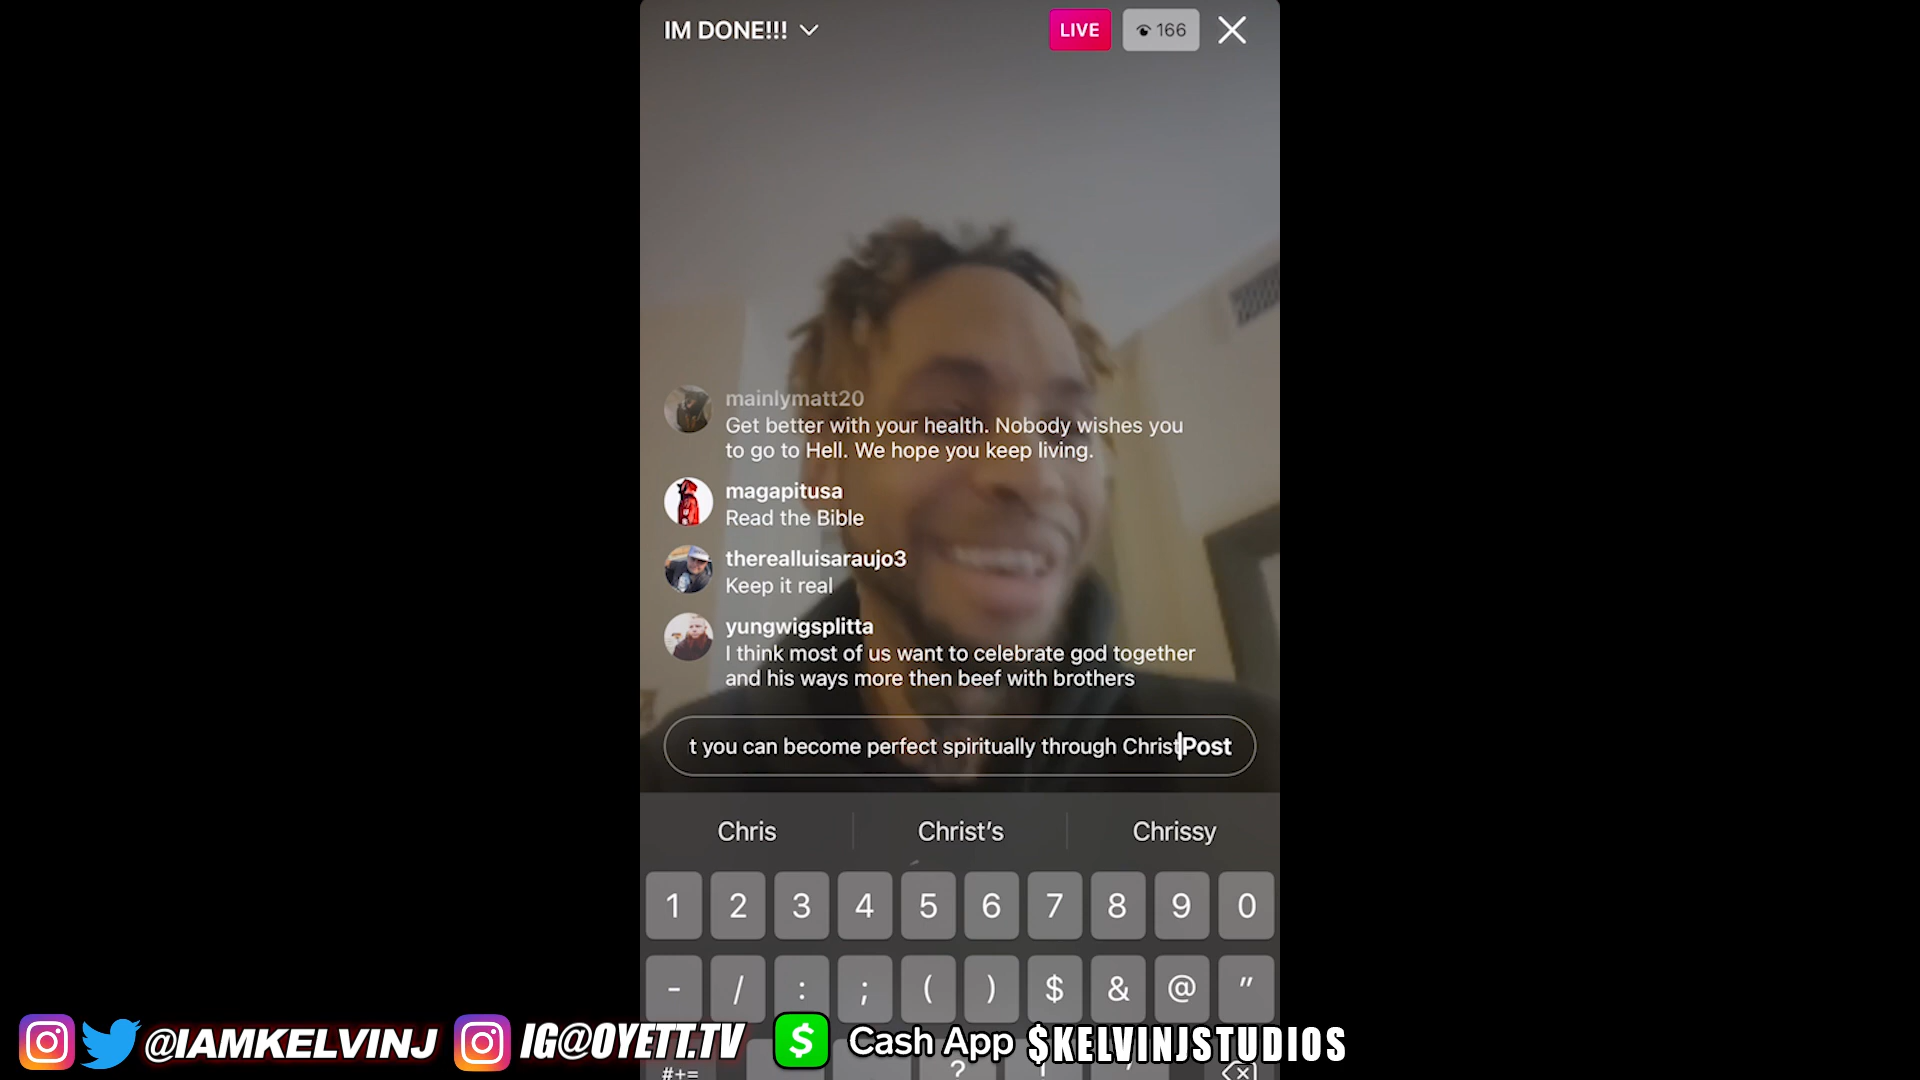 IM DONE!!!
LIVE
166
mainlymatt20
Get better with your health. Nobody wishes you
to go to Hell. We hope you keep living.
magapitusa
Read the Bible
therealluisaraujo3
Keep it real
yungwigsplitta
I think most of us want to celebrate god together
and his ways more then beef with brothers
t you can become perfect spiritually through Christ Post
Chris Christ's Chrissy
1 2 3 4 5 6 7 8 9 0
- / : ; ( ) $ & @ "
@IAMKELVINJ IG@OYETT.TV $ Cash App $KELVINJSTUDIOS
#+= ?